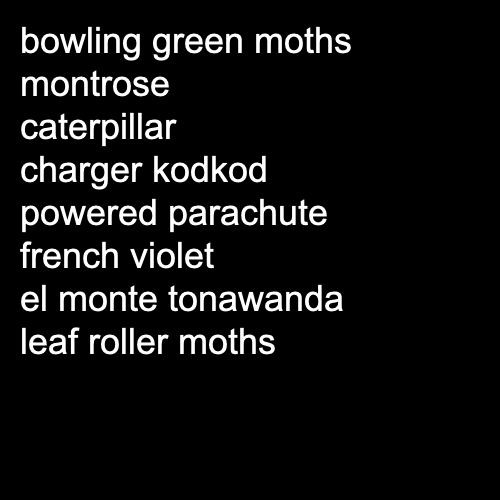 bowling green moths
montrose
caterpillar
charger kodkod
powered parachute
french violet
el monte tonawanda
leaf roller moths